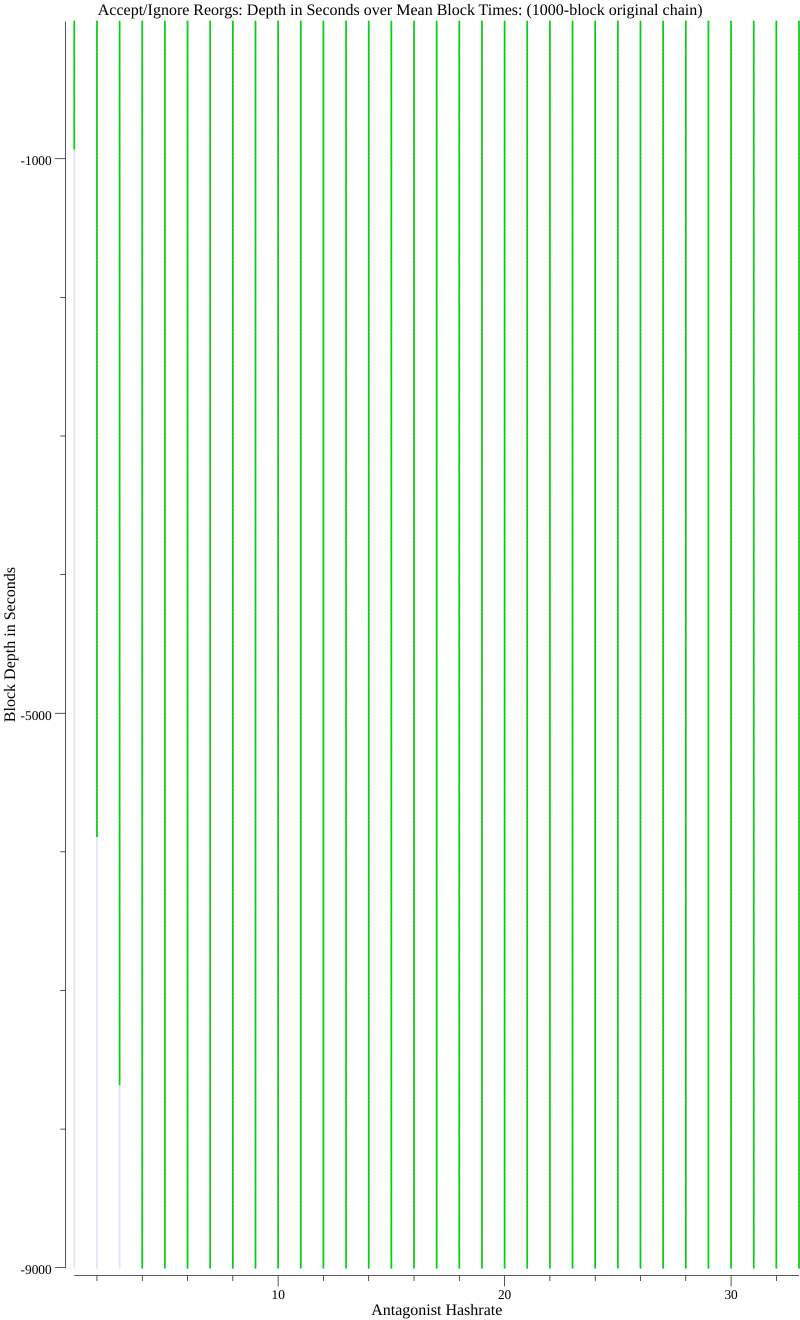 Accept/Ignore Reorgs: Depth in Seconds over Mean Block Times: (1000-block original chain)
-1000
Block Depth in Seconds
-5000
-9000
10
20
30
Antagonist Hashrate